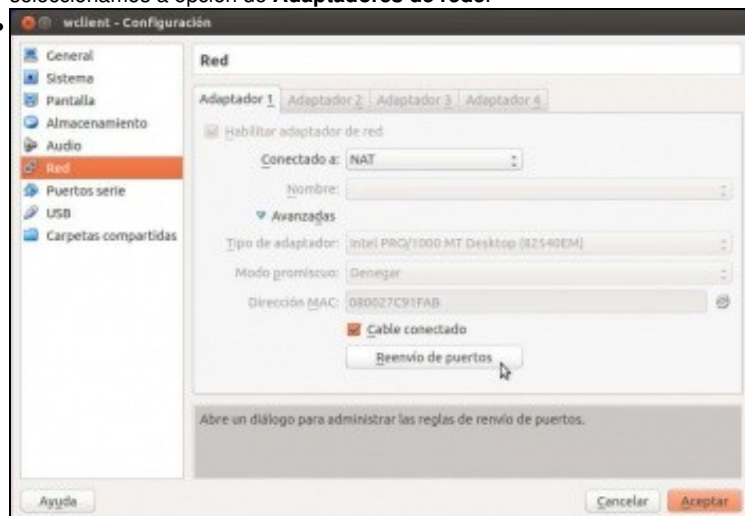 seleccionamos a opción de Adaptadores de rede.
wclient - Configuración
General
Sistema
Pantalla
Almacenamiento
Audio
Red
Puertos serie
USB
Carpetas compartidas
Red
Adaptador 1 Adaptador 2 Adaptador 3 Adaptador 4
Habilitar adaptador de red
Conectado a: NAT
Nombre:
Avanzadas
Tipo de adaptador: Intel PRO/1000 MT Desktop (82540EM)
Modo promiscuo: Denegar
Dirección MAC: 080027C91FAB
Cable conectado
Reenvío de puertos
Abre un diálogo para administrar las reglas de renvío de puertos.
Ayuda
Cancelar Aceptar